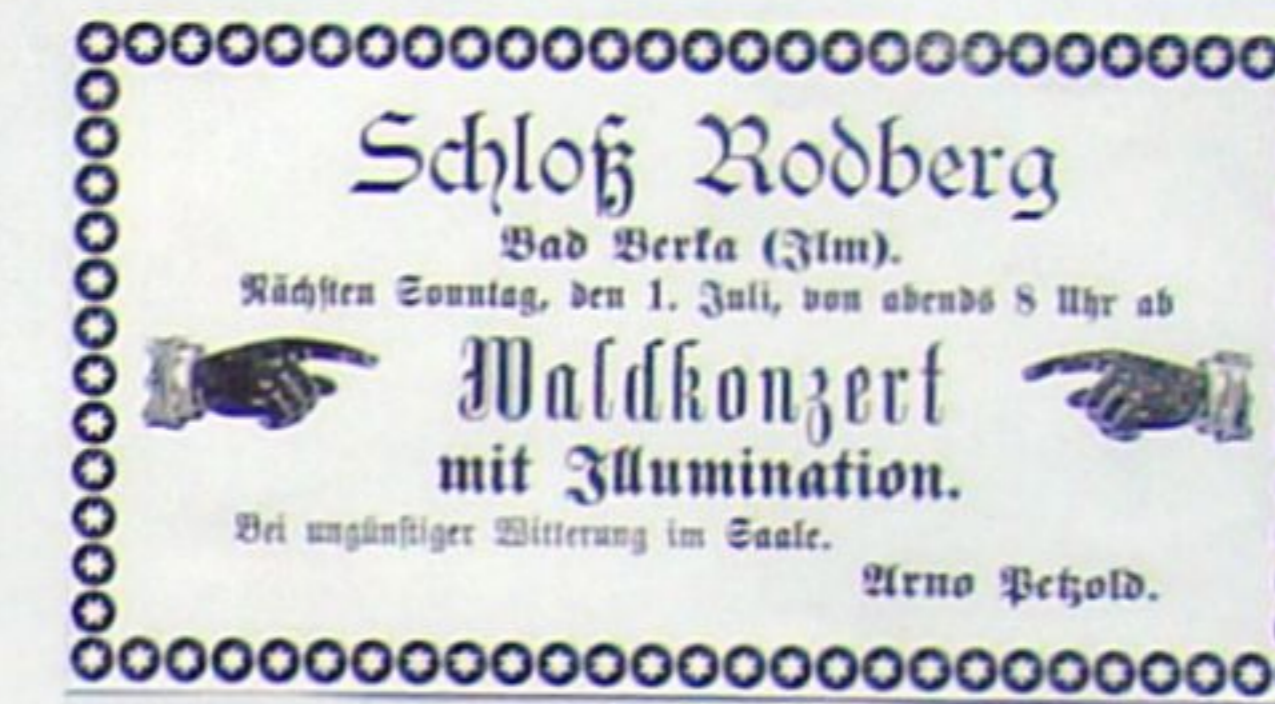 Schloß Rodberg
Bad Berka (Ilm).
Nächsten Sonntag, den 1. Juli, von abends 8 Uhr ab
Waldkonzert
mit Illumination.
Bei ungünstiger Witterung im Saale.
Arno Petzold.